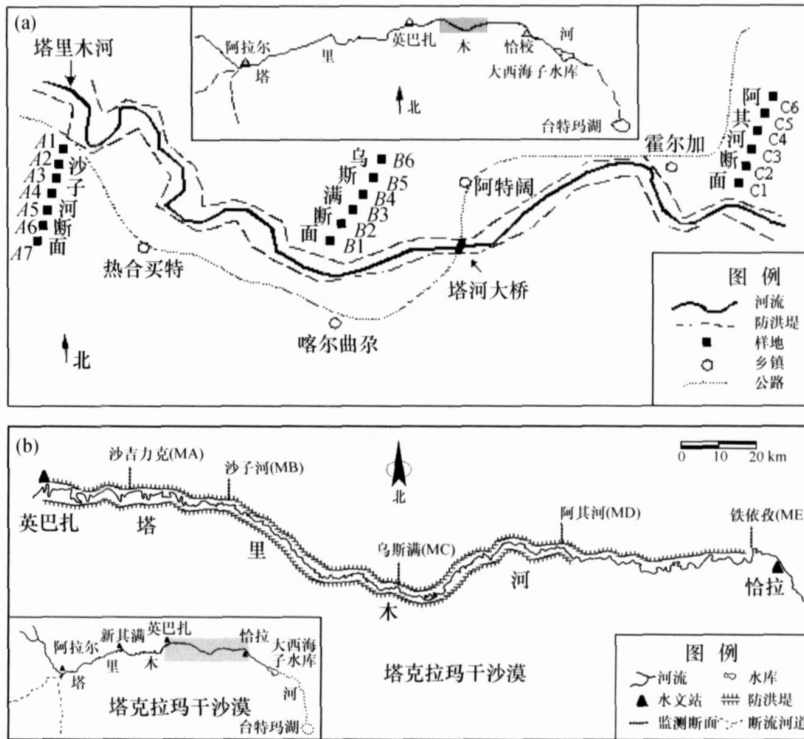 (a)
塔里木河
阿拉尔
塔
里
英巴扎
木
恰校
河
大西海子水库
台特玛湖
北
A1
A2
A3
A4
A5
A6
A7
沙子河断面
乌斯满断面
B6
B5
B4
B3
B2
B1
阿特阔
霍尔加
阿其河断面
C6
C5
C4
C3
C2
C1
热合买特
喀尔曲尕
塔河大桥
北
图 例
河流
防洪堤
样地
乡镇
公路
(b)
沙吉力克(MA)
沙子河(MB)
北
0 10 20 km
英巴扎
塔
里
乌斯满(MC)
木
河
阿其河(MD)
铁依孜(ME)
恰拉
阿拉尔
新其满
英巴扎
恰拉
大西海
子水库
塔
里
木
河
塔克拉玛干沙漠
台特玛湖
塔克拉玛干沙漠
图 例
河流
水库
水文站
防洪堤
监测断面
断流河道